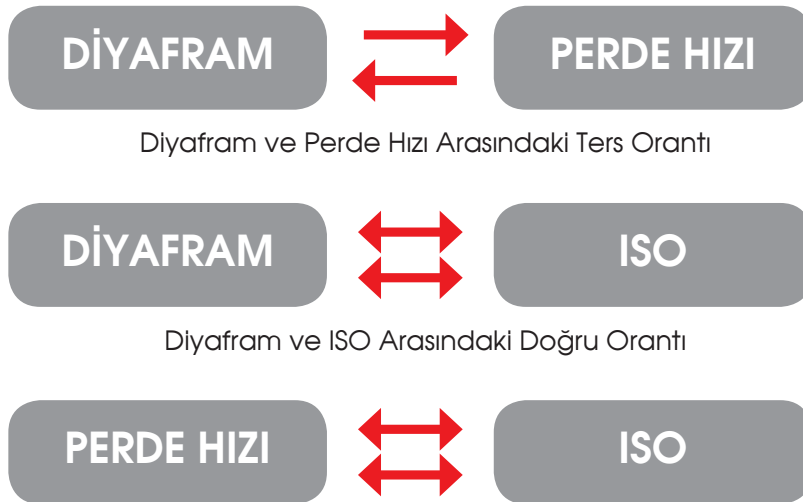 DİYAFRAM
PERDE HIZI
Diyafram ve Perde Hızı Arasındaki Ters Orantı
DİYAFRAM
ISO
Diyafram ve ISO Arasındaki Doğru Orantı
PERDE HIZI
ISO